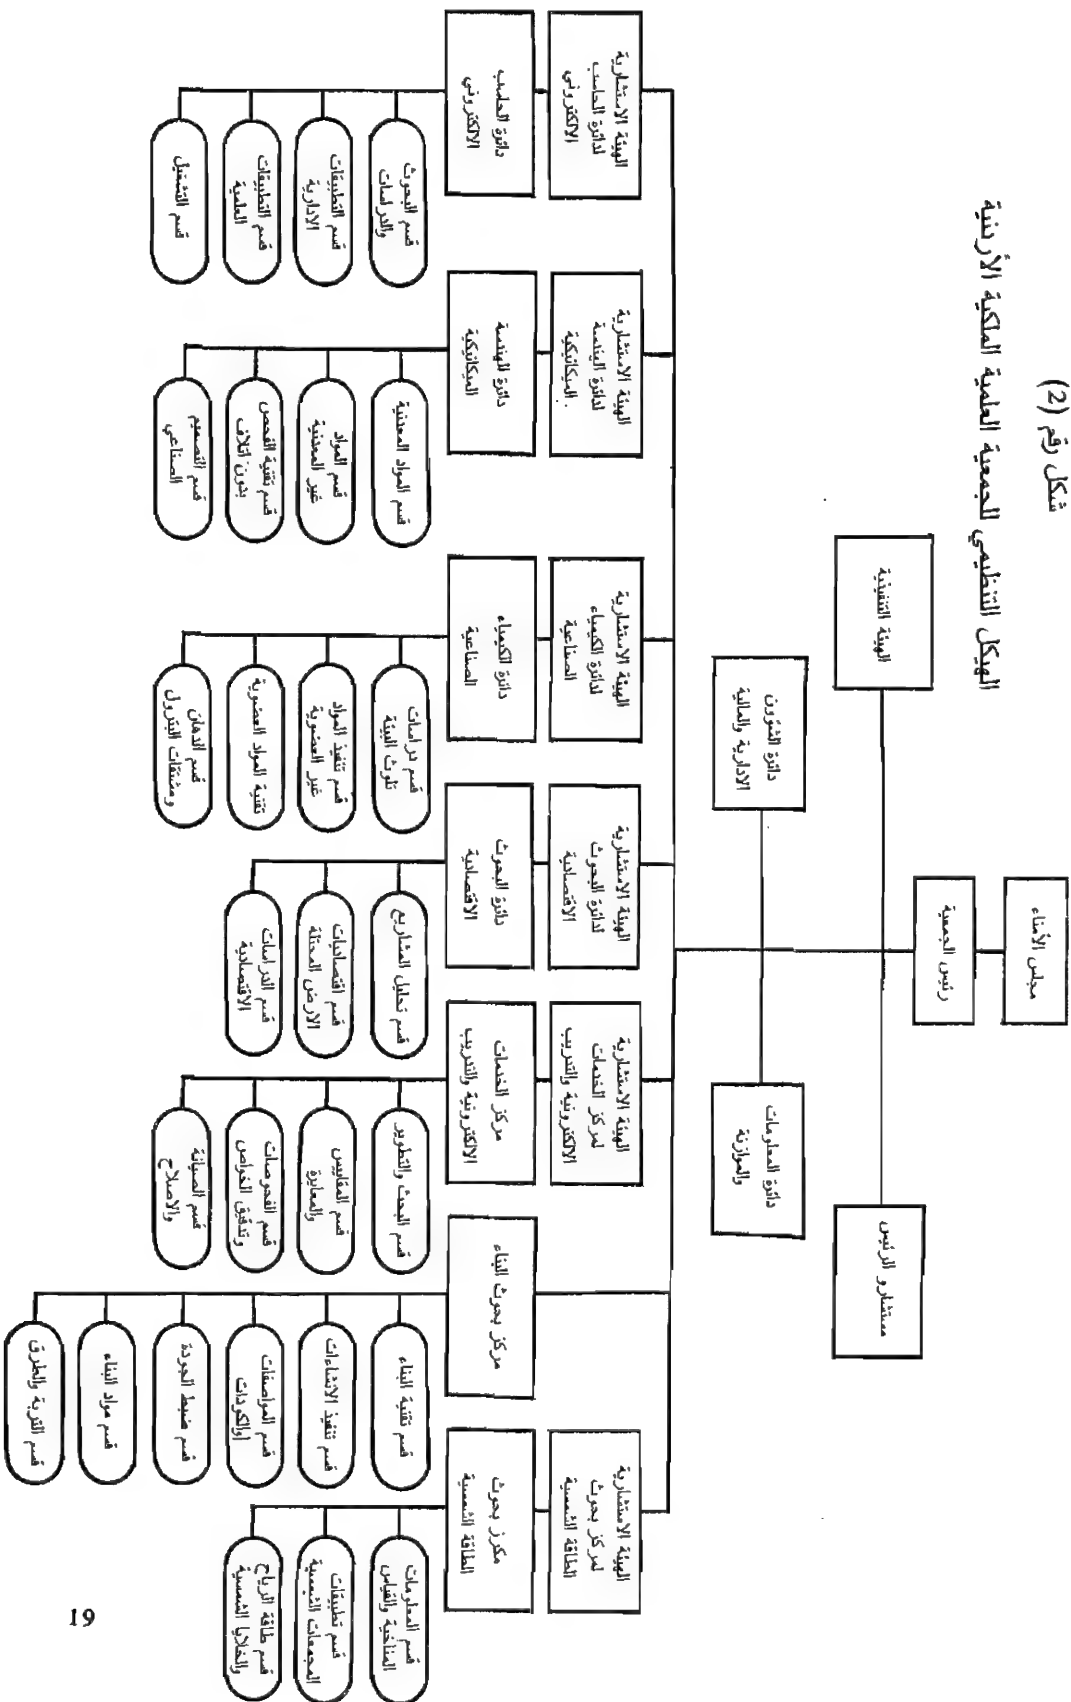 شكل رقم (2)
الهيكل التنظيمي للجمعية العلمية الملكية الأردنية
مجلس الأمناء
رئيس الجمعية
الهيئة التنفيذية
مستشارو الرئيس
دائرة الشؤون
الادارية والمالية
دائرة المعلومات
والموازنة
الهيئة الاستشارية
لدائرة الحاسب
الالكتروني
دائرة الحاسب
الالكتروني
قسم البحوث
والدراسات
قسم التطبيقات
الادارية
قسم التطبيقات
العلمية
قسم التشغيل
الهيئة الاستشارية
لدائرة الهندسة
الميكانيكية
دائرة الهندسة
الميكانيكية
قسم المواد المعدنية
قسم المواد
غير المعدنية
قسم تقنية الفحص
بدون اتلاف
قسم التصميم
الصناعي
الهيئة الاستشارية
لدائرة الكيمياء
الصناعية
دائرة الكيمياء
الصناعية
قسم دراسات
تلوث البيئة
قسم تنفيذ المواد
غير العضوية
قسم
تقنية المواد العضوية
قسم الدهان
ومشتقات البترول
الهيئة الاستشارية
لدائرة البحوث
الاقتصادية
دائرة البحوث
الاقتصادية
قسم تحليل المشاريع
قسم اقتصاديات
الارض المحتلة
قسم الدراسات
الاقتصادية
الهيئة الاستشارية
لمركز الخدمات
الالكترونية والتدريب
مركز الخدمات
الالكترونية والتدريب
قسم البحث والتطوير
قسم المقاييس
والمعايرة
قسم الفحوصات
وتدقيق الخواص
قسم الصيانة
والاصلاح
مركز بحوث البناء
قسم تقنية البناء
قسم تنفيذ الانشاءات
قسم المواصفات
والكودات
قسم ضبط الجودة
قسم مواد البناء
قسم التربة والطرق
الهيئة الاستشارية
لمركز بحوث
الطاقة الشمسية
مكرز بحوث
الطاقة الشمسية
قسم المعلومات
المناخية والقياس
قسم تطبيقات
المجمعات الشمسية
قسم طاقة الرياح
والخلايا الشمسية
19